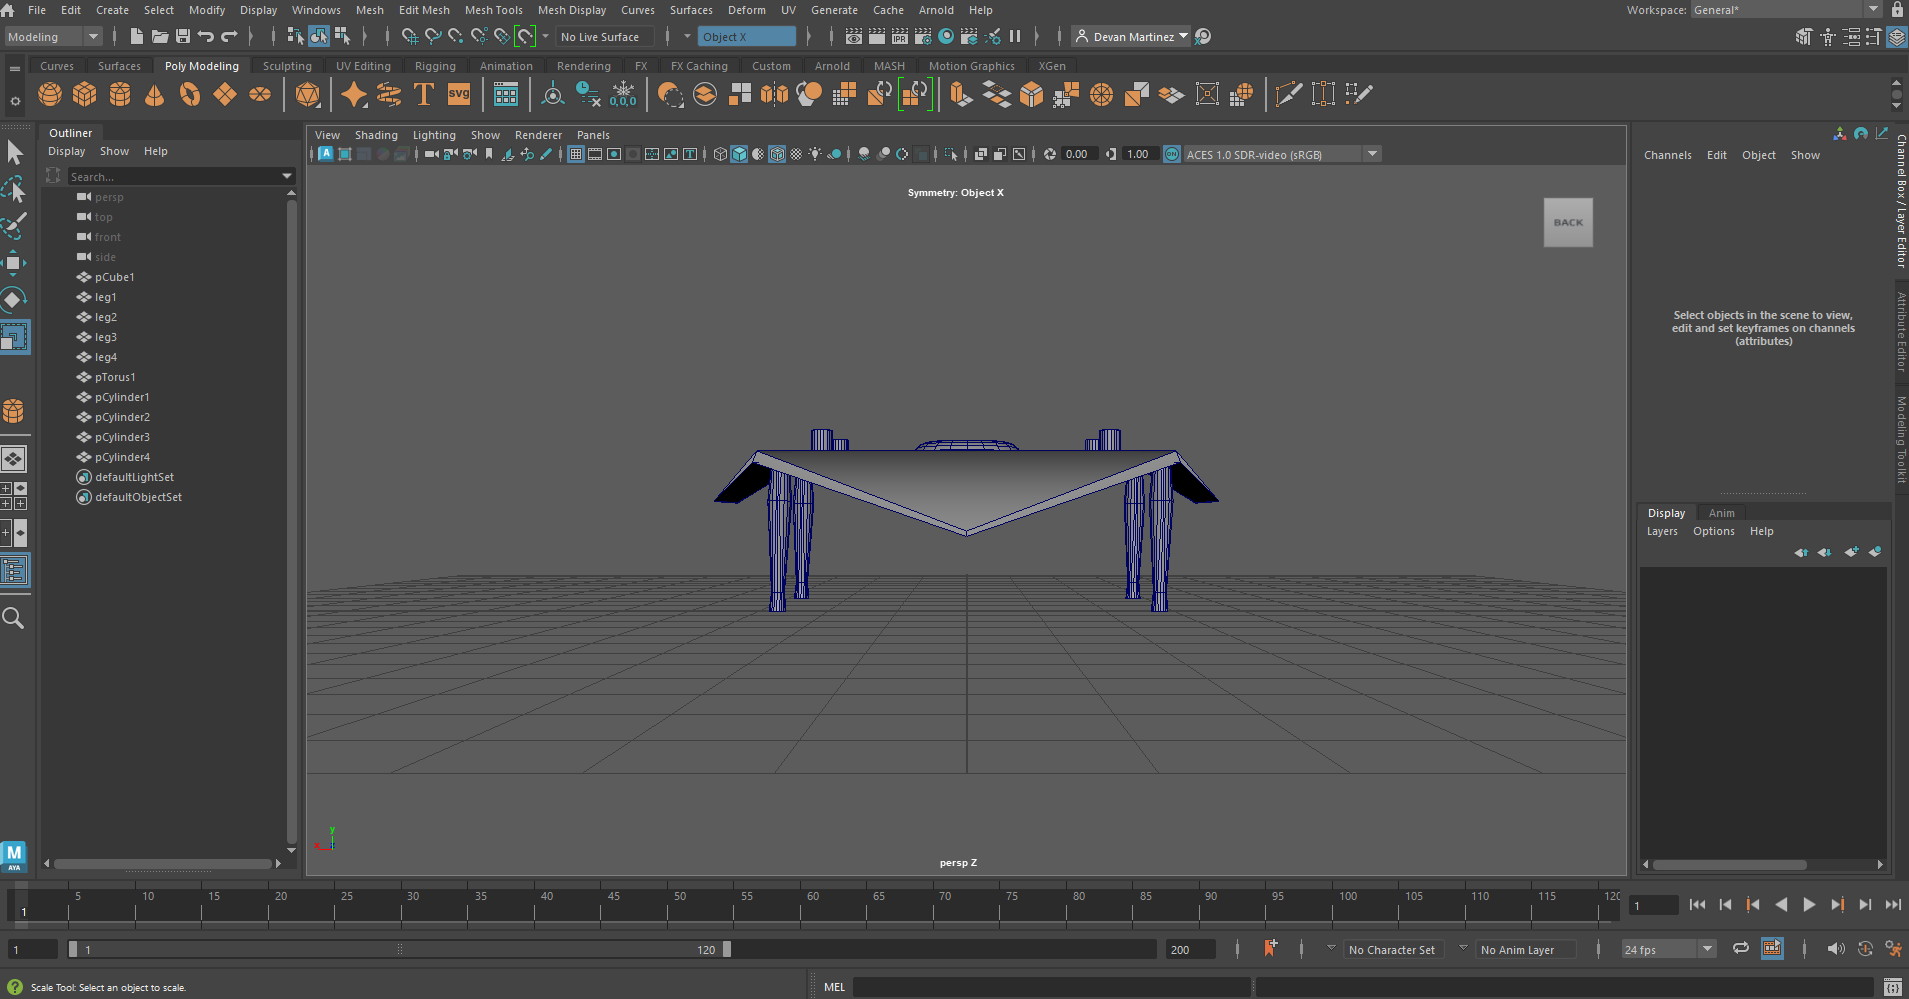 File Edit Create Select Modify Display Windows Mesh Edit Mesh Mesh Tools Mesh Display Curves Surfaces Deform UV Generate Cache Arnold Help Workspace: General*
Modeling No Live Surface Object X IPR Devan Martinez
Curves Surfaces Poly Modeling Sculpting UV Editing Rigging Animation Rendering FX FX Caching Custom Arnold MASH Motion Graphics XGen
T SVG 0,0,0
Outliner
Display Show Help
Search...
persp
top
front
side
pCube1
leg1
leg2
leg3
leg4
pTorus1
pCylinder1
pCylinder2
pCylinder3
pCylinder4
defaultLightSet
defaultObjectSet
View Shading Lighting Show Renderer Panels
A 0.00 1.00 ON ACES 1.0 SDR-video (sRGB)
Symmetry: Object X
BACK
y
x
z
persp Z
Channels Edit Object Show
Select objects in the scene to view,
edit and set keyframes on channels
(attributes)
Channel Box / Layer Editor
Attribute Editor
Modeling Toolkit
Display Anim
Layers Options Help
M
AYA
1 5 10 15 20 25 30 35 40 45 50 55 60 65 70 75 80 85 90 95 100 105 110 115 120 1
1 1 120 200 No Character Set No Anim Layer 24 fps
? Scale Tool: Select an object to scale. MEL